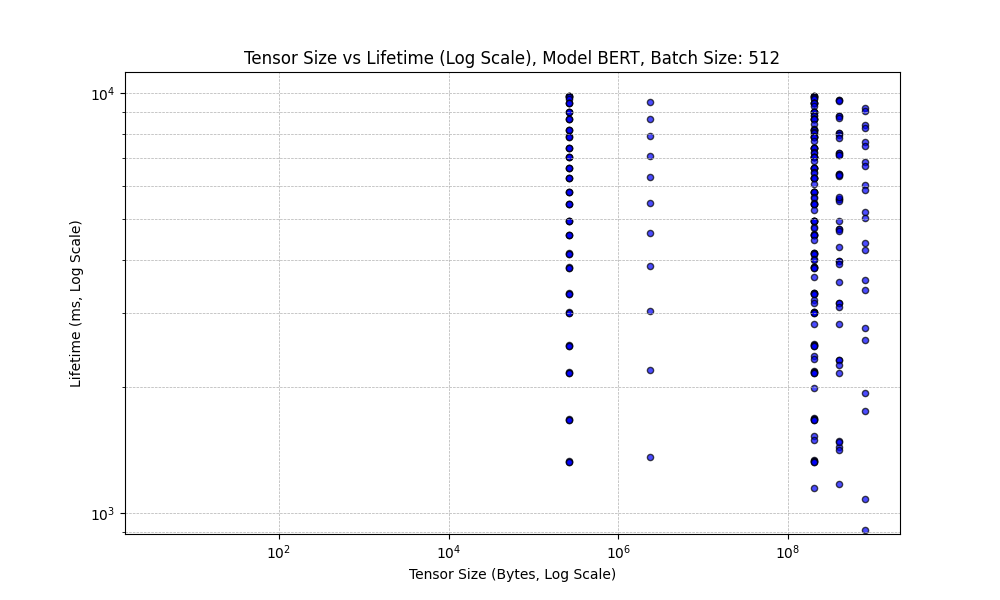 Tensor Size vs Lifetime (Log Scale), Model BERT, Batch Size: 512
Lifetime (ms, Log Scale)
10⁴
10³
10² 10⁴ 10⁶ 10⁸
Tensor Size (Bytes, Log Scale)